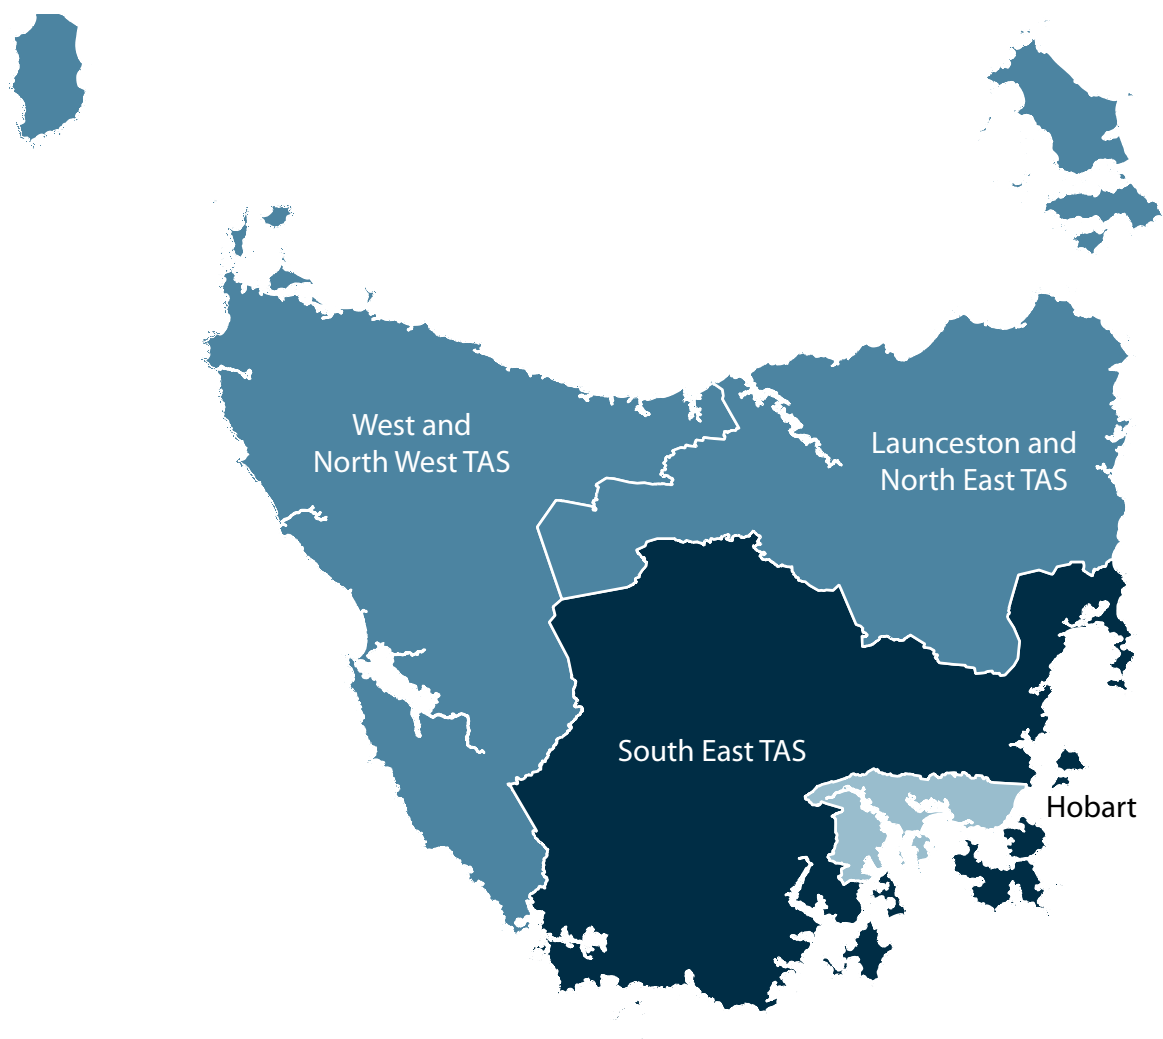 West and
North West TAS
Launceston and
North East TAS
South East TAS
Hobart